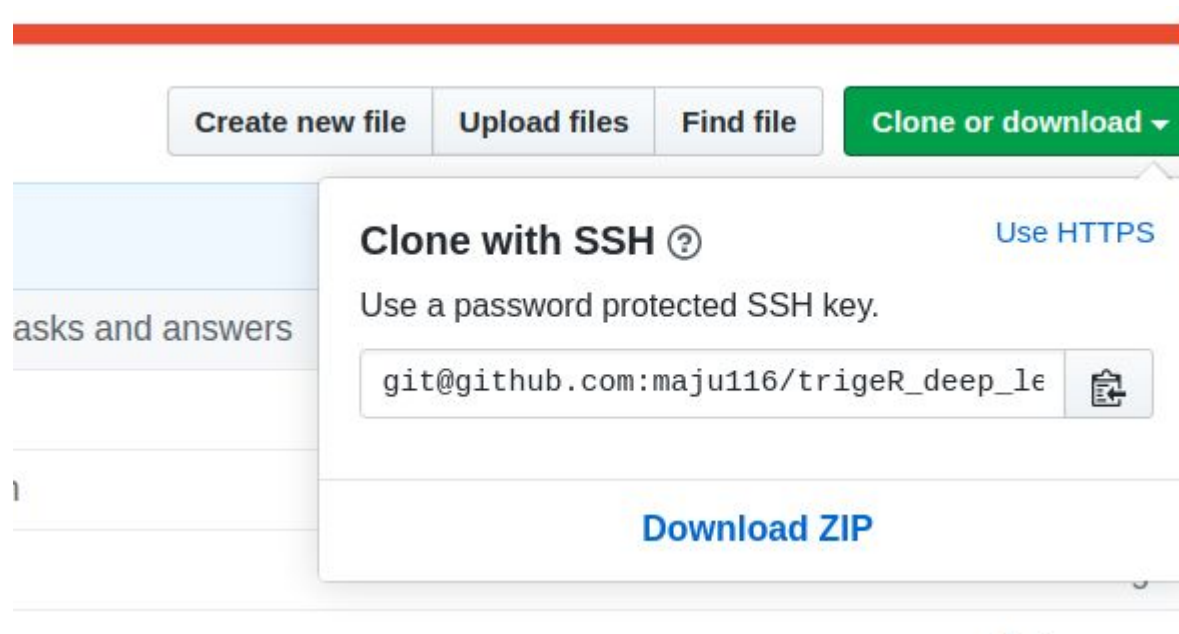 Create new file Upload files Find file Clone or download
Clone with SSH Use HTTPS
Use a password protected SSH key.
asks and answers
git@github.com:maju116/trigeR_deep_le
Download ZIP